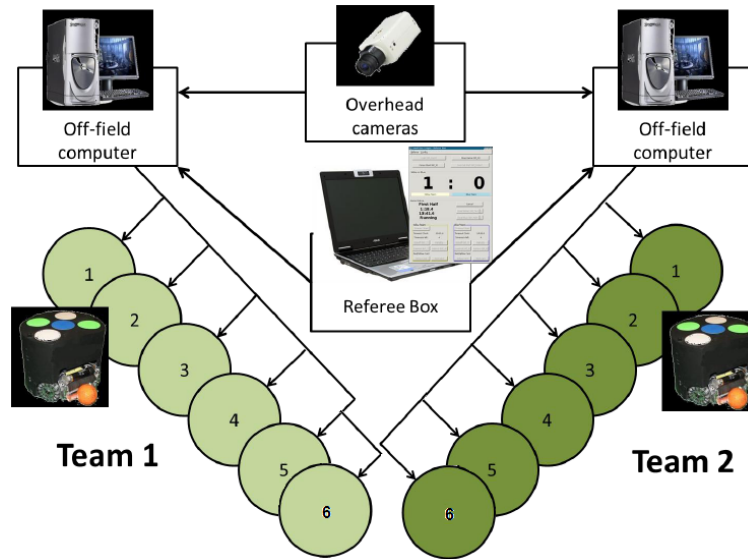 Off-field
computer
Overhead
cameras
Off-field
computer
1 : 0
Referee Box
1
2
3
4
5
6
Team 1
1
2
3
4
5
6
Team 2